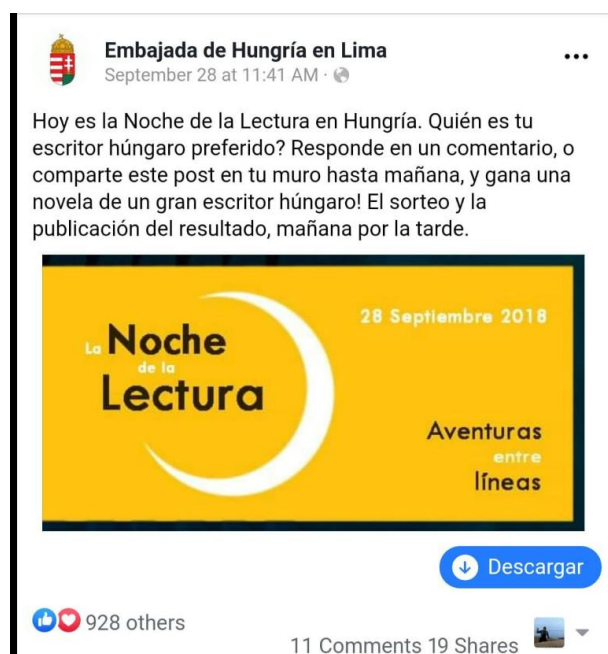 Embajada de Hungría en Lima
September 28 at 11:41 AM ·
Hoy es la Noche de la Lectura en Hungría. Quién es tu
escritor húngaro preferido? Responde en un comentario, o
comparte este post en tu muro hasta mañana, y gana una
novela de un gran escritor húngaro! El sorteo y la
publicación del resultado, mañana por la tarde.
28 Septiembre 2018
La Noche
de la
Lectura
Aventuras
entre
líneas
Descargar
928 others
11 Comments 19 Shares